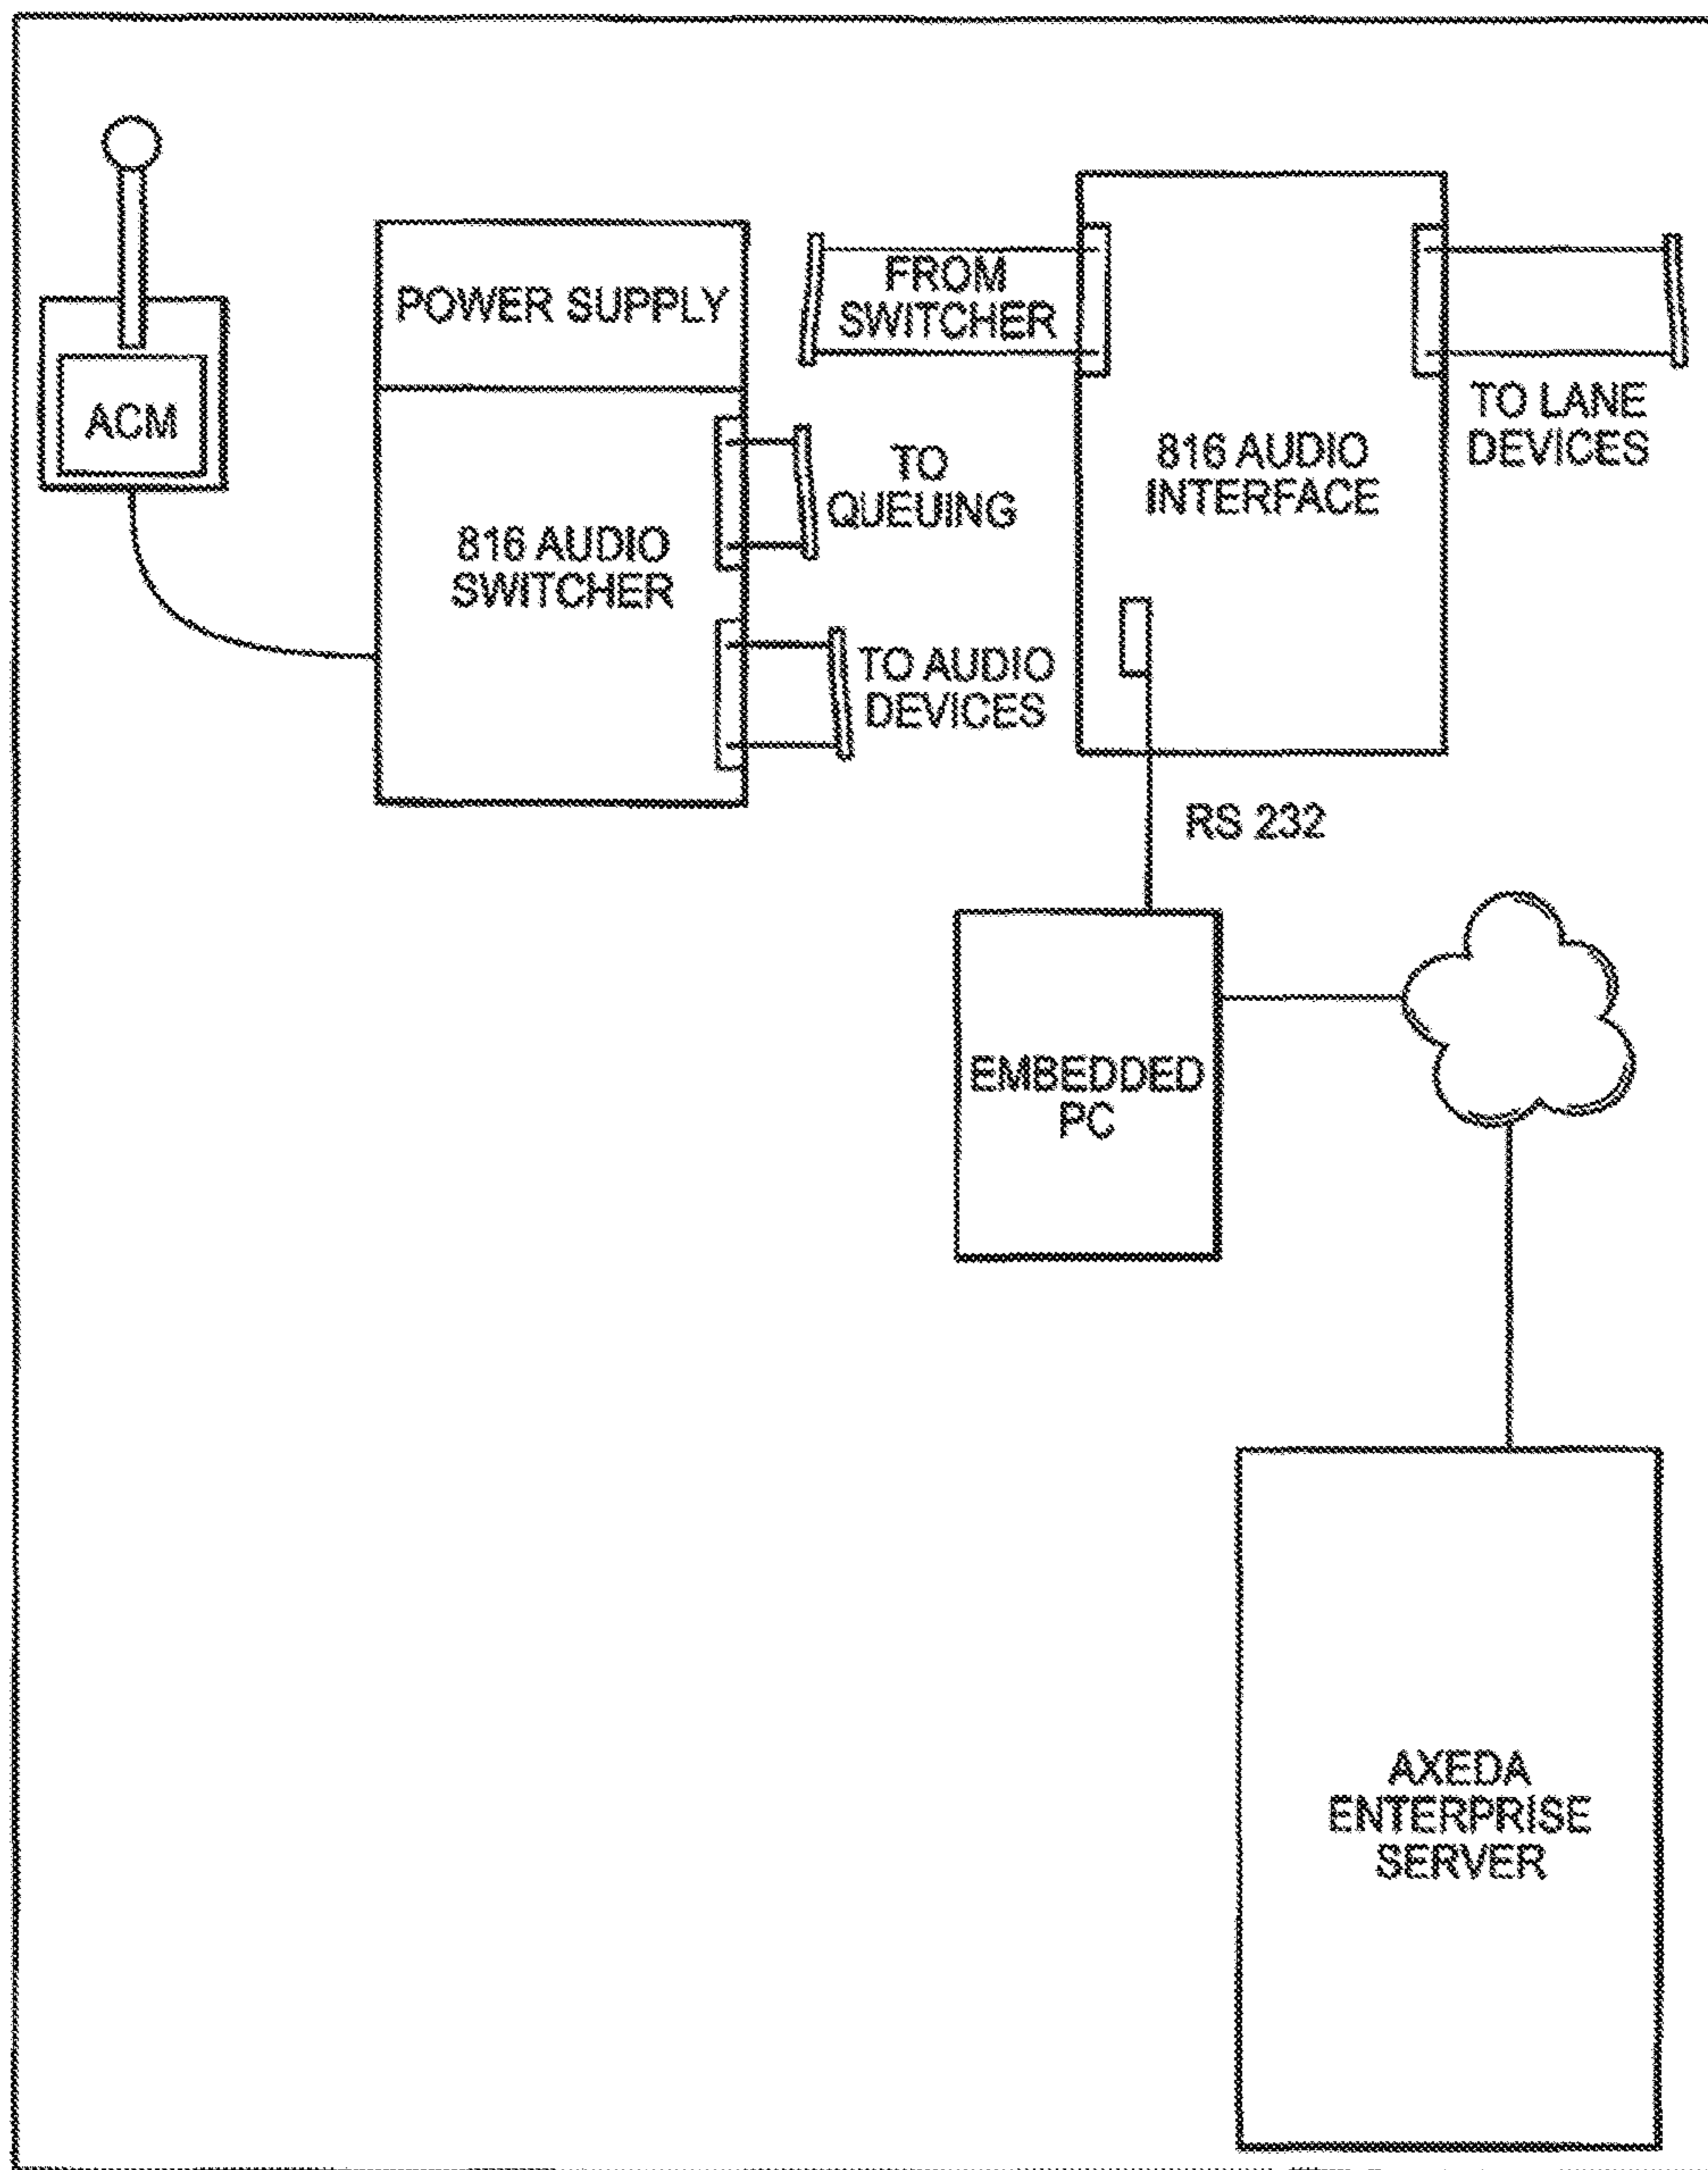 ACM
POWER SUPPLY
816 AUDIO
SWITCHER
TO
QUEUING
TO AUDIO
DEVICES
FROM
SWITCHER
816 AUDIO
INTERFACE
TO LANE
DEVICES
RS 232
EMBEDDED
PC
AXEDA
ENTERPRISE
SERVER